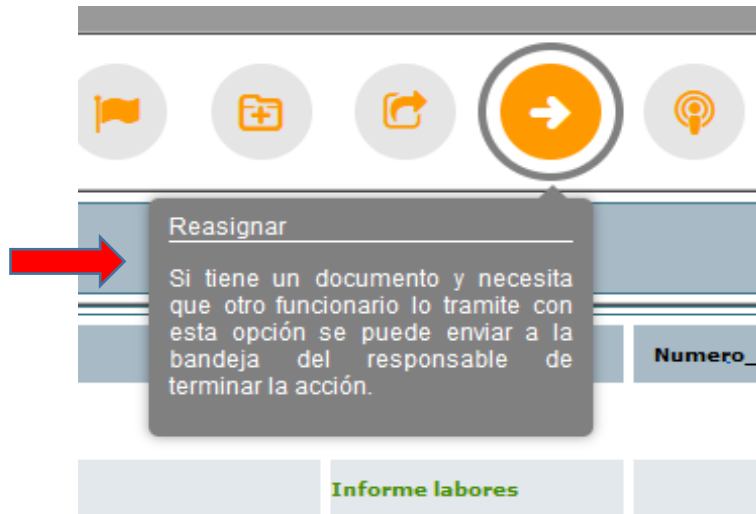 Reasignar
Si tiene un documento y necesita
que otro funcionario lo tramite con
esta opción se puede enviar a la
bandeja del responsable de
terminar la acción.
Numero_
Informe labores